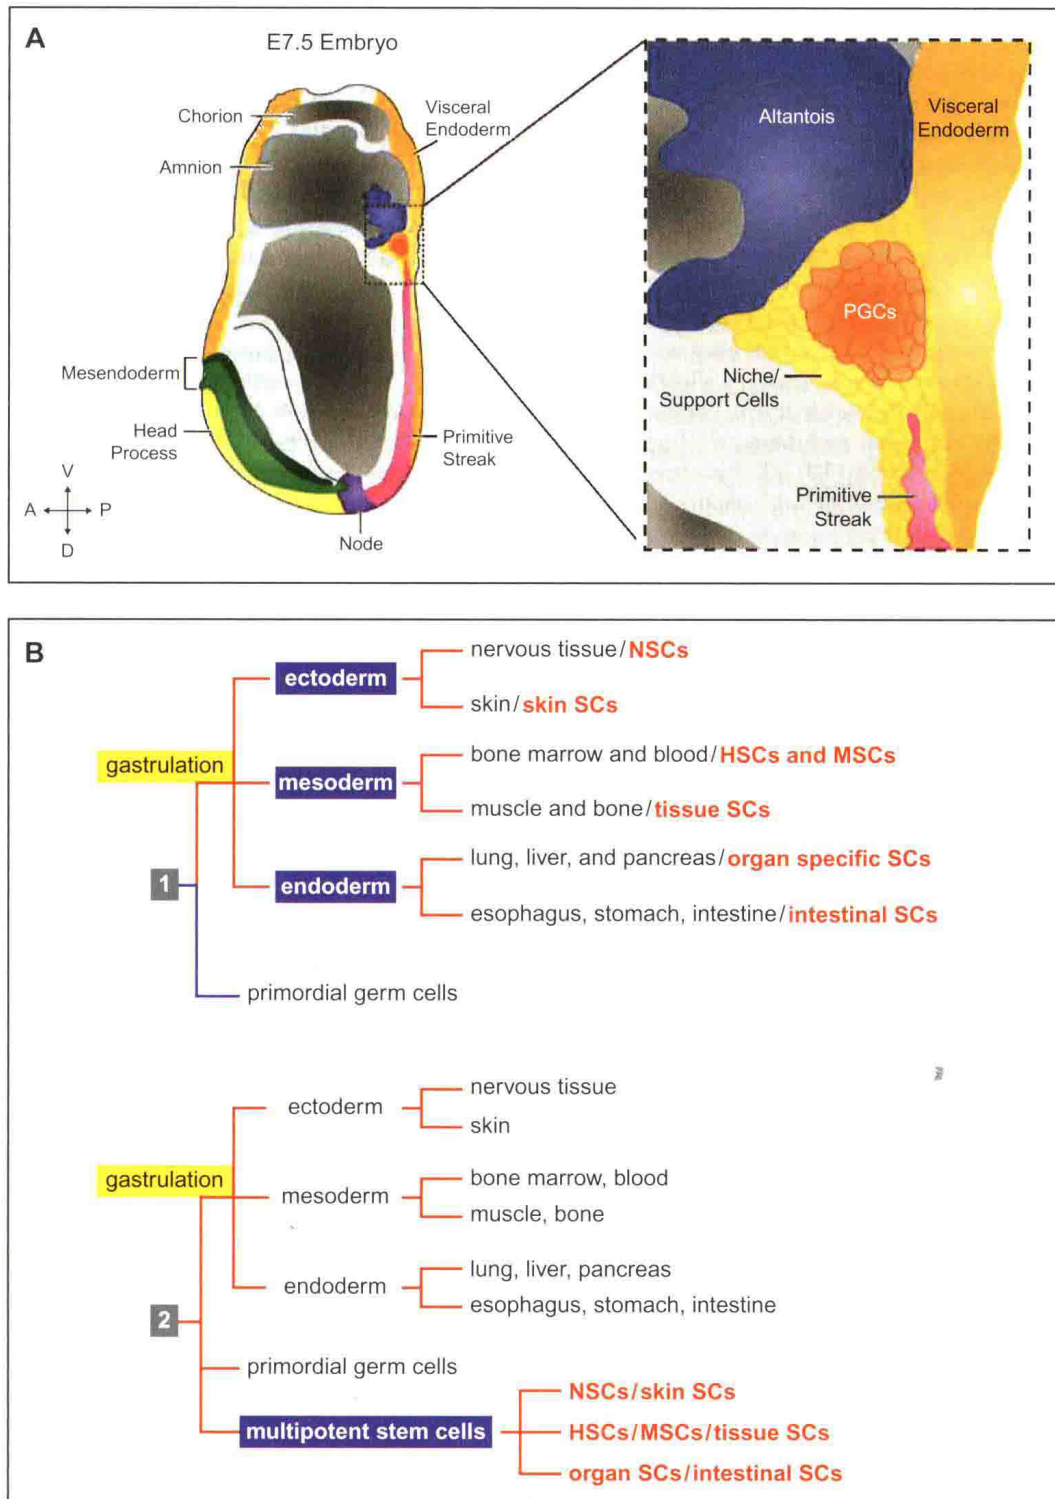 A
E7.5 Embryo
Chorion
Amnion
Visceral
Endoderm
Mesendoderm
Head
Process
Primitive
Streak
Node
V
A
P
D
Altantois
Visceral
Endoderm
PGCs
Niche/
Support Cells
Primitive
Streak
B
gastrulation
1
ectoderm
nervous tissue/NSCs
skin/skin SCs
mesoderm
bone marrow and blood/HSCs and MSCs
muscle and bone/tissue SCs
endoderm
lung, liver, and pancreas/organ specific SCs
esophagus, stomach, intestine/intestinal SCs
primordial germ cells
gastrulation
2
ectoderm
nervous tissue
skin
mesoderm
bone marrow, blood
muscle, bone
endoderm
lung, liver, pancreas
esophagus, stomach, intestine
primordial germ cells
multipotent stem cells
NSCs/skin SCs
HSCs/MSCs/tissue SCs
organ SCs/intestinal SCs